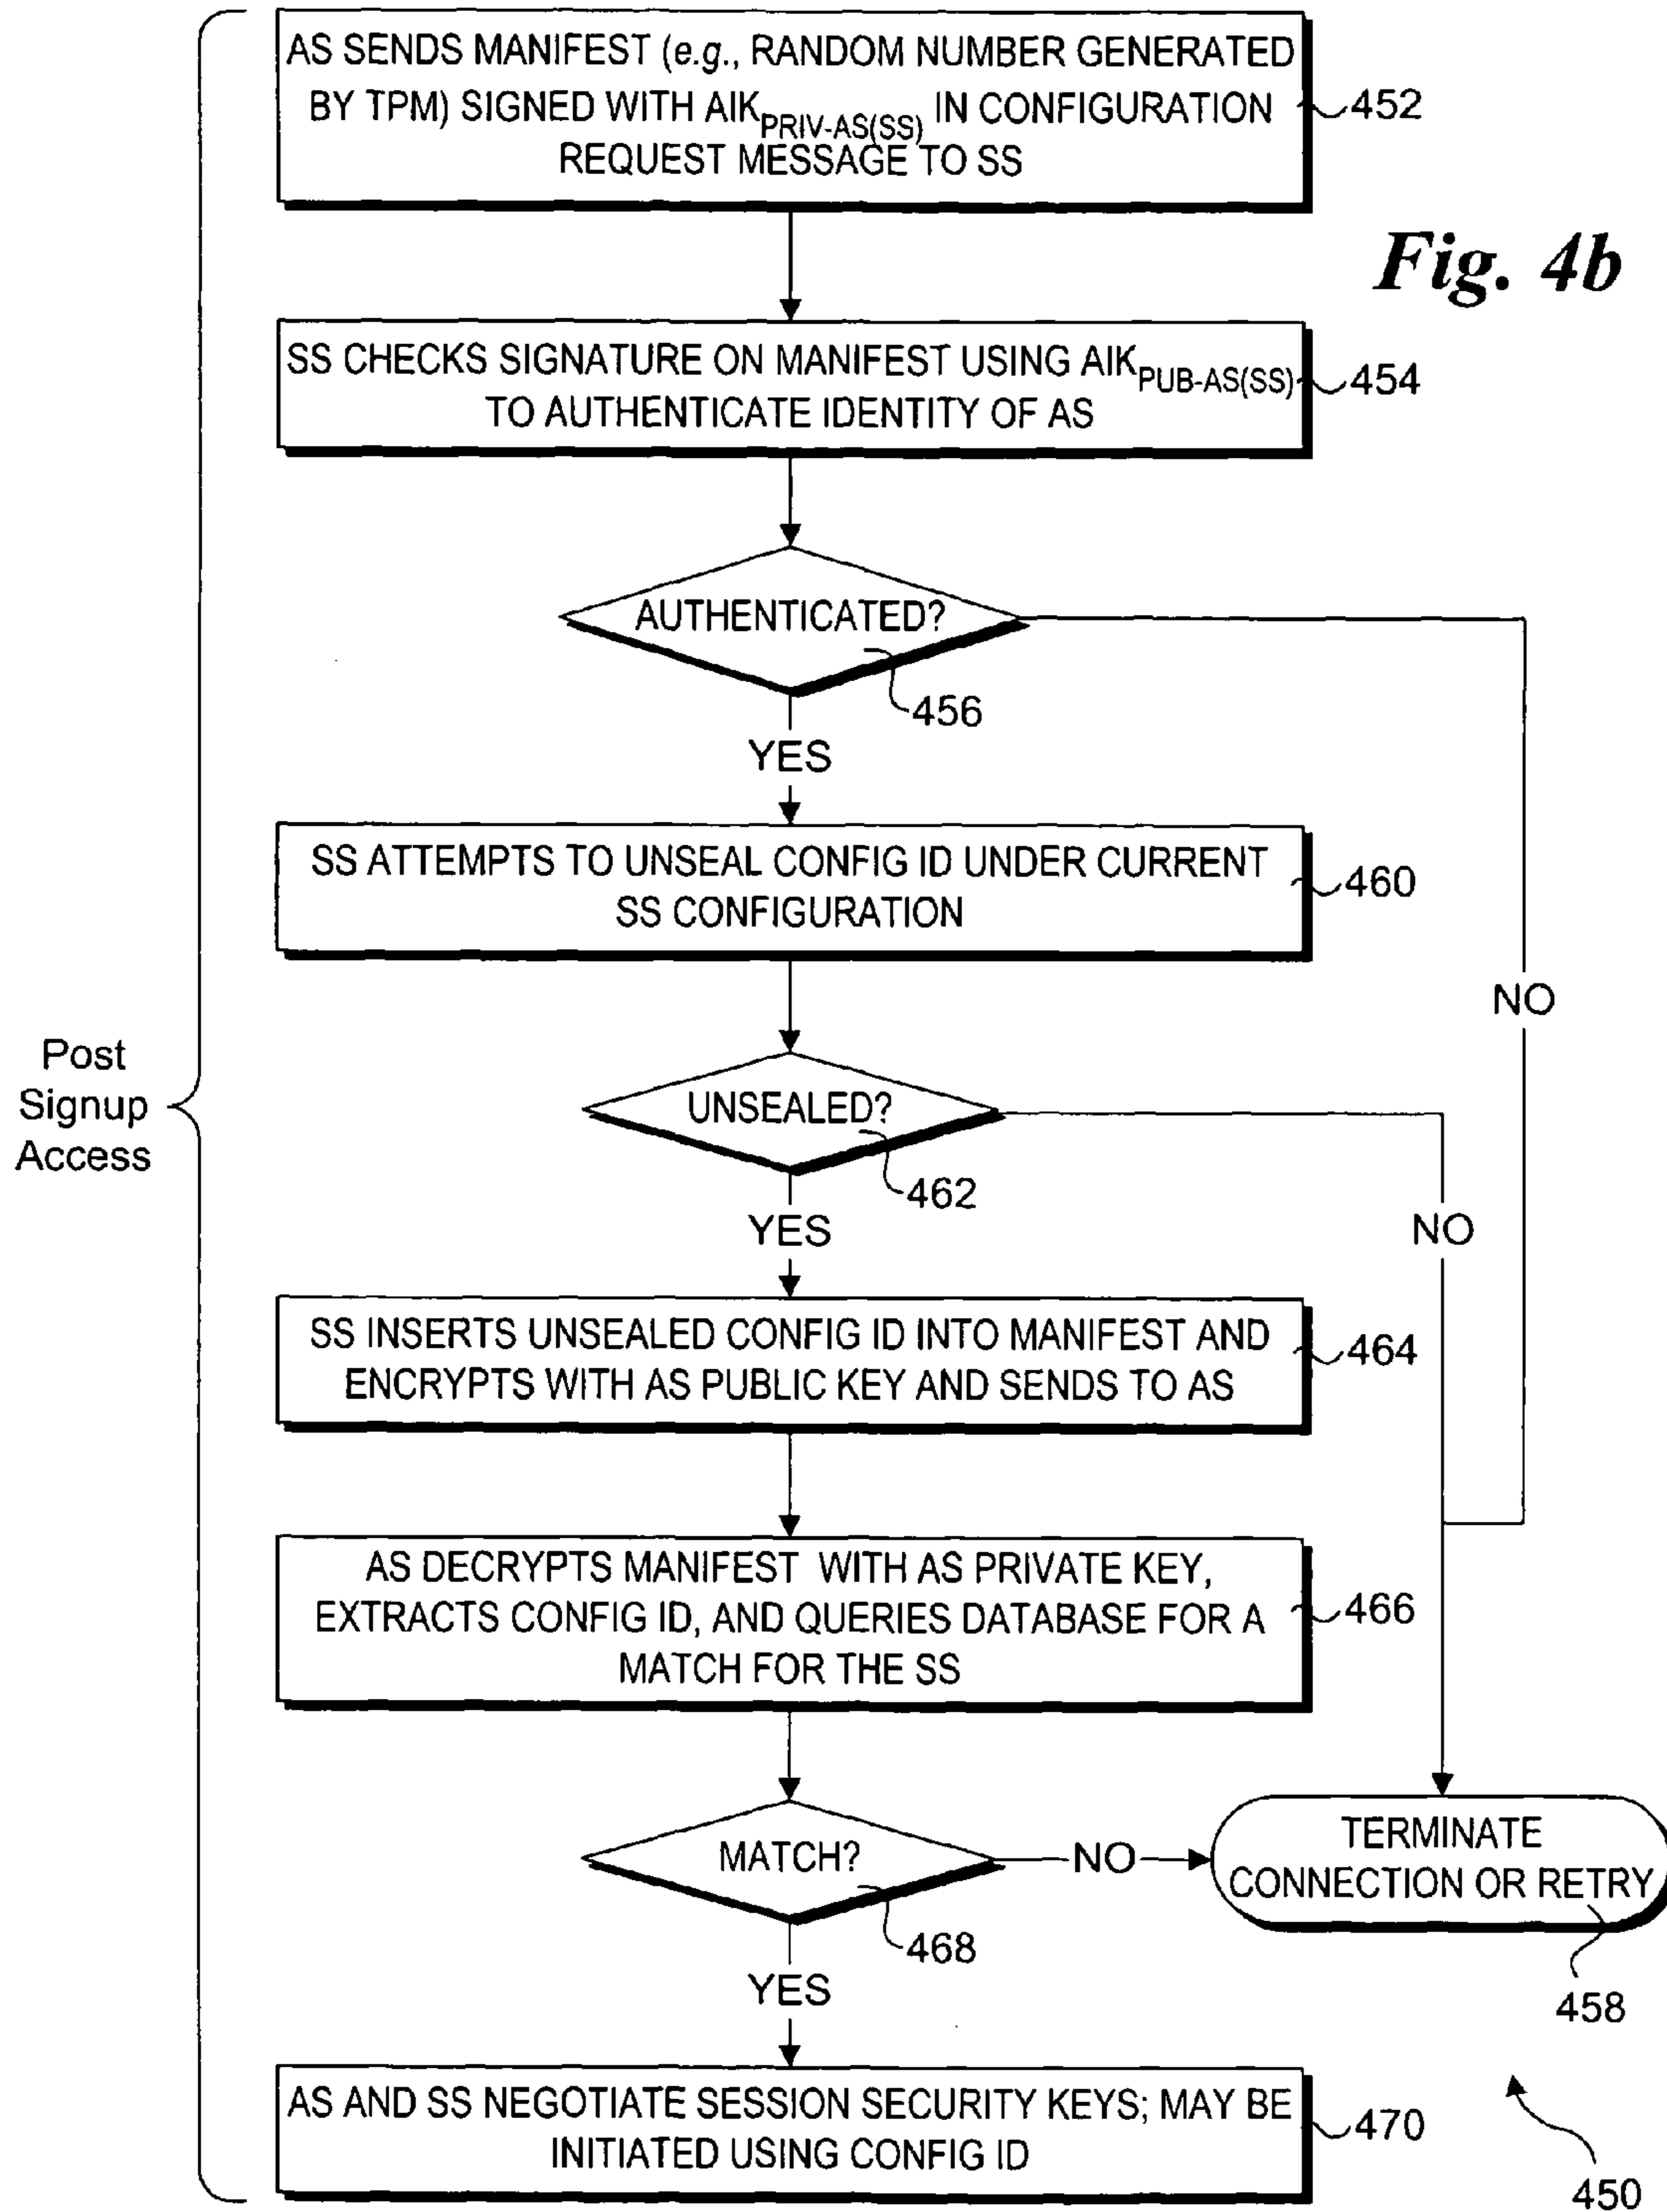 AS SENDS MANIFEST (e.g., RANDOM NUMBER GENERATED
BY TPM) SIGNED WITH AIK PRIV-AS(SS) IN CONFIGURATION
REQUEST MESSAGE TO SS
452
Fig. 4b
SS CHECKS SIGNATURE ON MANIFEST USING AIK PUB-AS(SS)
TO AUTHENTICATE IDENTITY OF AS
454
AUTHENTICATED?
456
YES
SS ATTEMPTS TO UNSEAL CONFIG ID UNDER CURRENT
SS CONFIGURATION
460
NO
Post
Signup
Access
UNSEALED?
462
YES
NO
SS INSERTS UNSEALED CONFIG ID INTO MANIFEST AND
ENCRYPTS WITH AS PUBLIC KEY AND SENDS TO AS
464
AS DECRYPTS MANIFEST WITH AS PRIVATE KEY,
EXTRACTS CONFIG ID, AND QUERIES DATABASE FOR A
MATCH FOR THE SS
466
MATCH?
NO
468
TERMINATE
CONNECTION OR RETRY
458
YES
AS AND SS NEGOTIATE SESSION SECURITY KEYS; MAY BE
INITIATED USING CONFIG ID
470
450